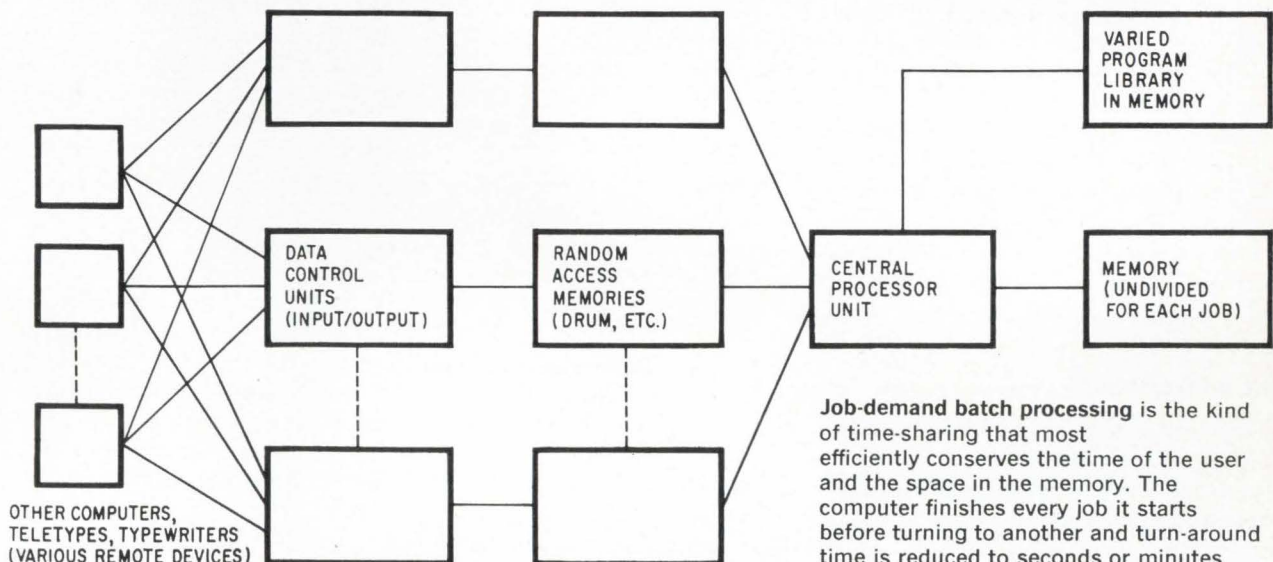 VARIED
PROGRAM
LIBRARY
IN MEMORY
DATA
CONTROL
UNITS
(INPUT/OUTPUT)
RANDOM
ACCESS
MEMORIES
(DRUM, ETC.)
CENTRAL
PROCESSOR
UNIT
MEMORY
(UNDIVIDED
FOR EACH JOB)
OTHER COMPUTERS,
TELETYPES, TYPEWRITERS
(VARIOUS REMOTE DEVICES)
Job-demand batch processing is the kind
of time-sharing that most
efficiently conserves the time of the user
and the space in the memory. The
computer finishes every job it starts
before turning to another and turn-around
time is reduced to seconds or minutes